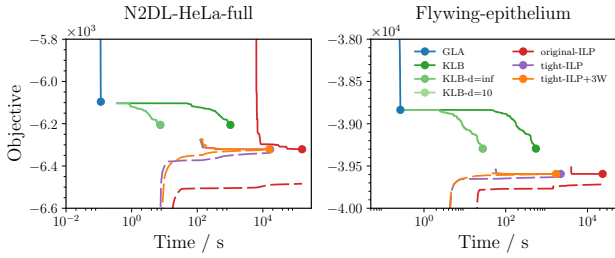 N2DL-HeLa-full
Flywing-epithelium
×10³
−5.8
−6.0
−6.2
−6.4
−6.6
Objective
10⁻²
10⁰
10²
10⁴
Time / s
×10⁴
−3.80
−3.85
−3.90
−3.95
−4.00
GLA
KLB
KLB-d=inf
KLB-d=10
original-ILP
tight-ILP
tight-ILP+3W
10⁰
10²
10⁴
Time / s